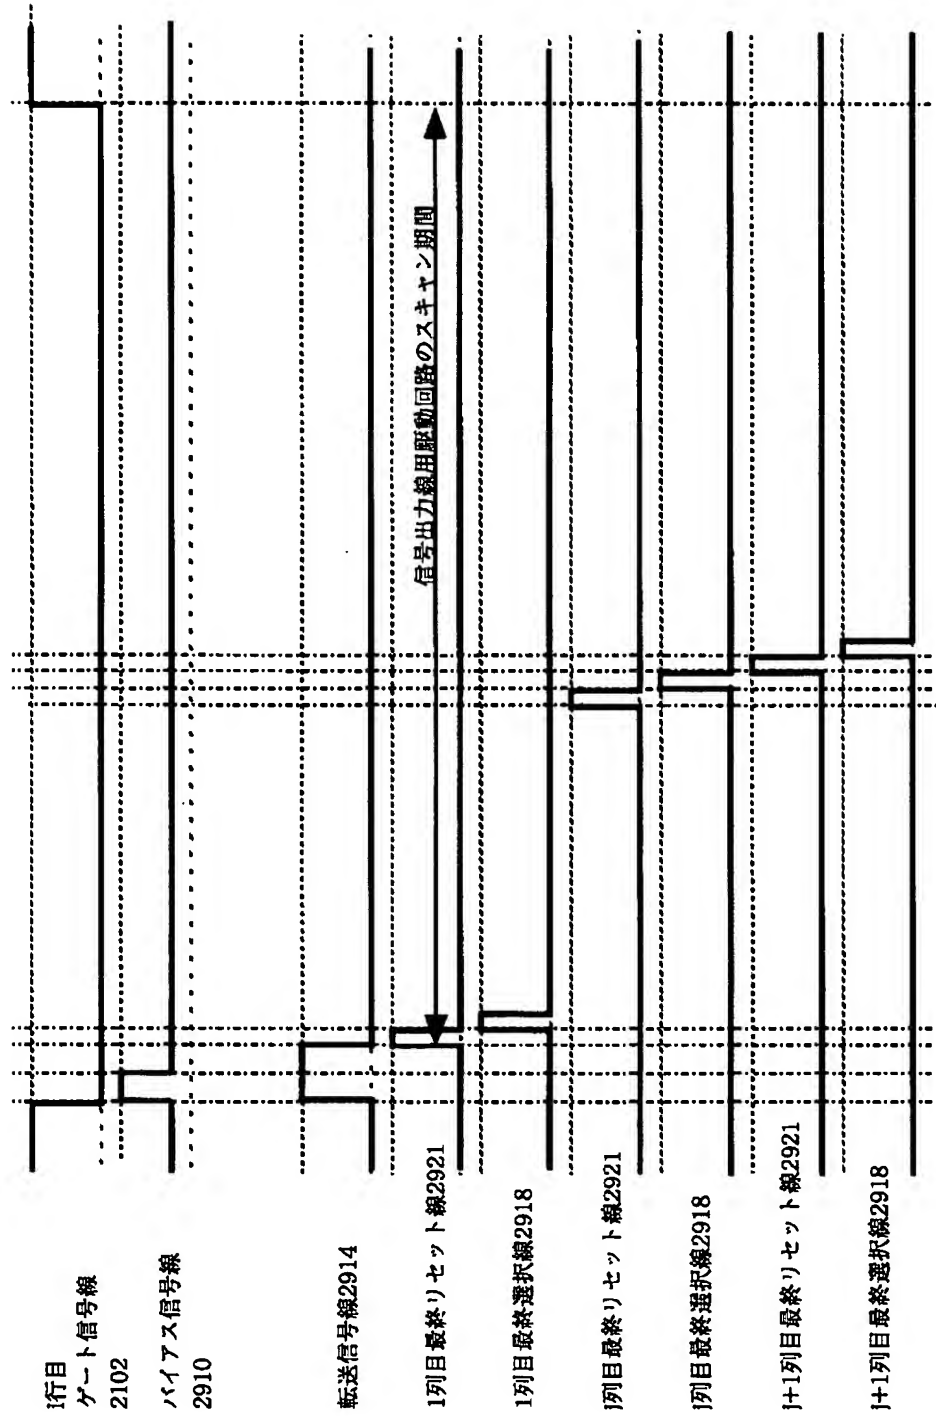 i行目
ゲート信号線
2102
バイアス信号線
2910
転送信号線2914
信号出力線用駆動回路のスキャン期間
1列目最終リセット線2921
1列目最終選択線2918
j列目最終リセット線2921
j列目最終選択線2918
j+1列目最終リセット線2921
j+1列目最終選択線2918